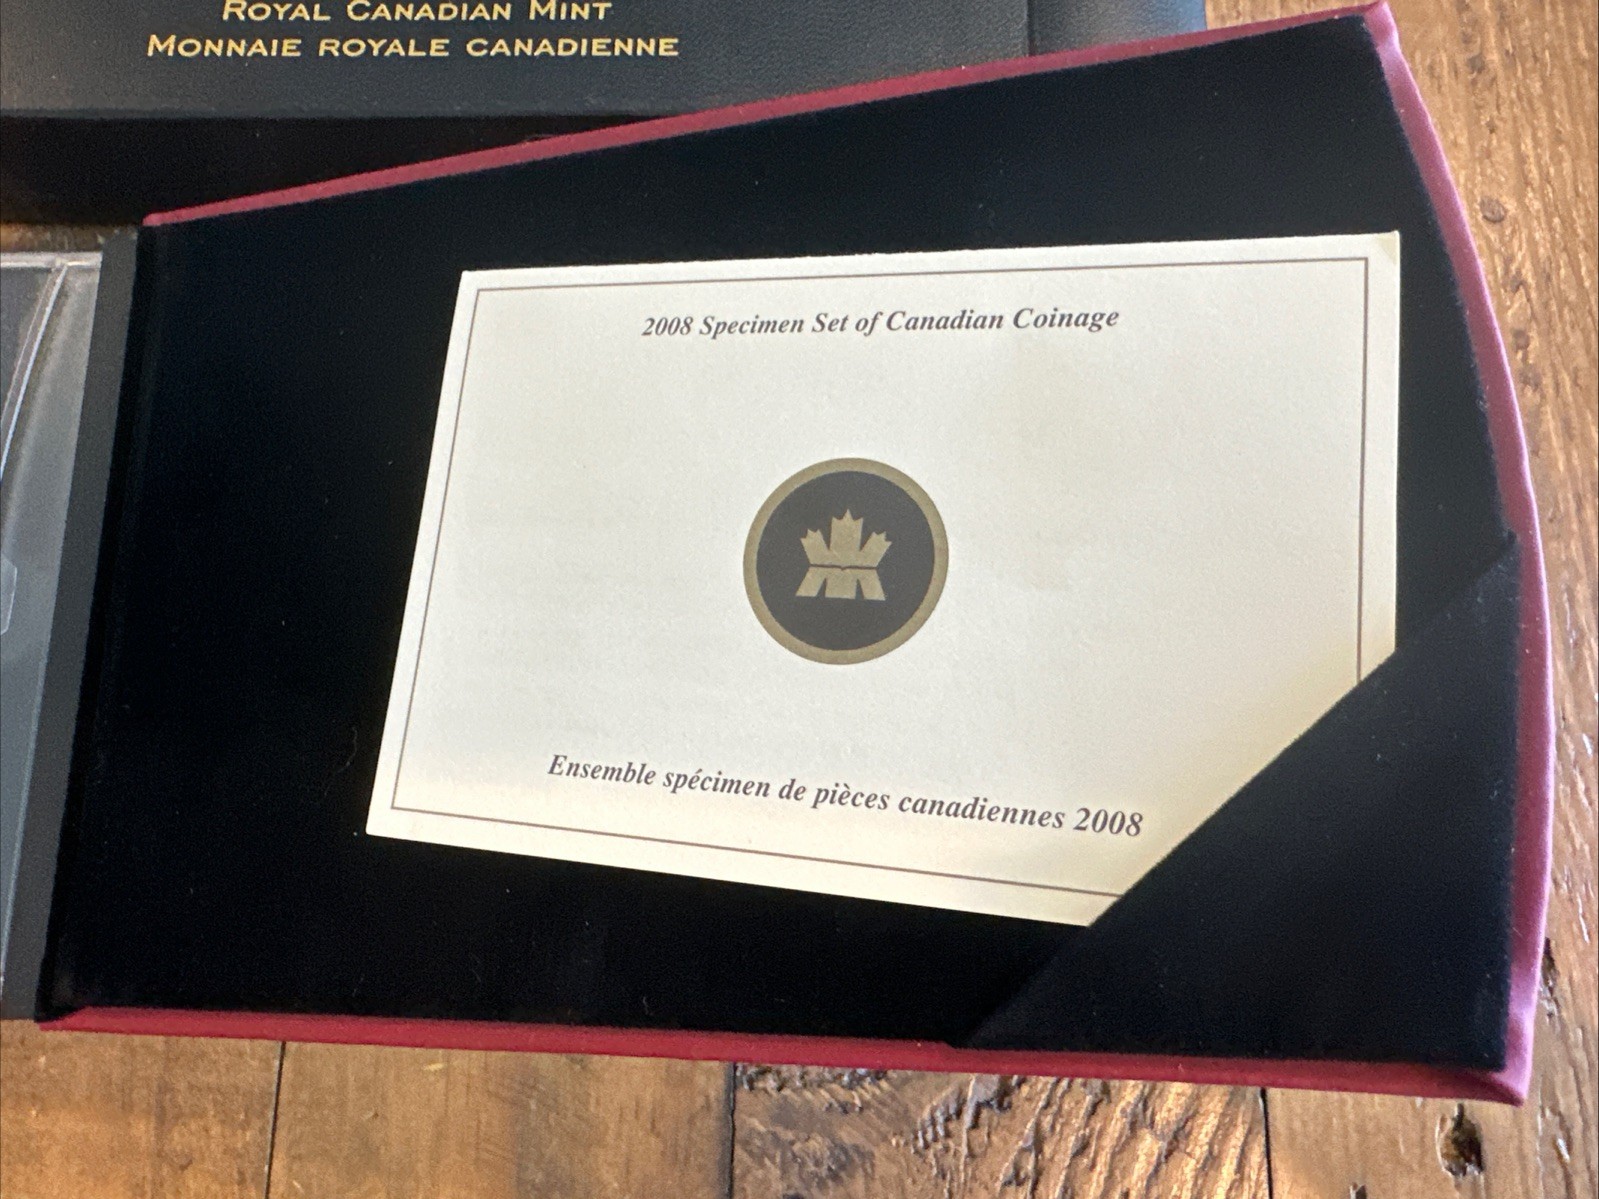 ROYAL CANADIAN MINT
MONNAIE ROYALE CANADIENNE
2008 Specimen Set of Canadian Coinage
Ensemble spécimen de pièces canadiennes 2008